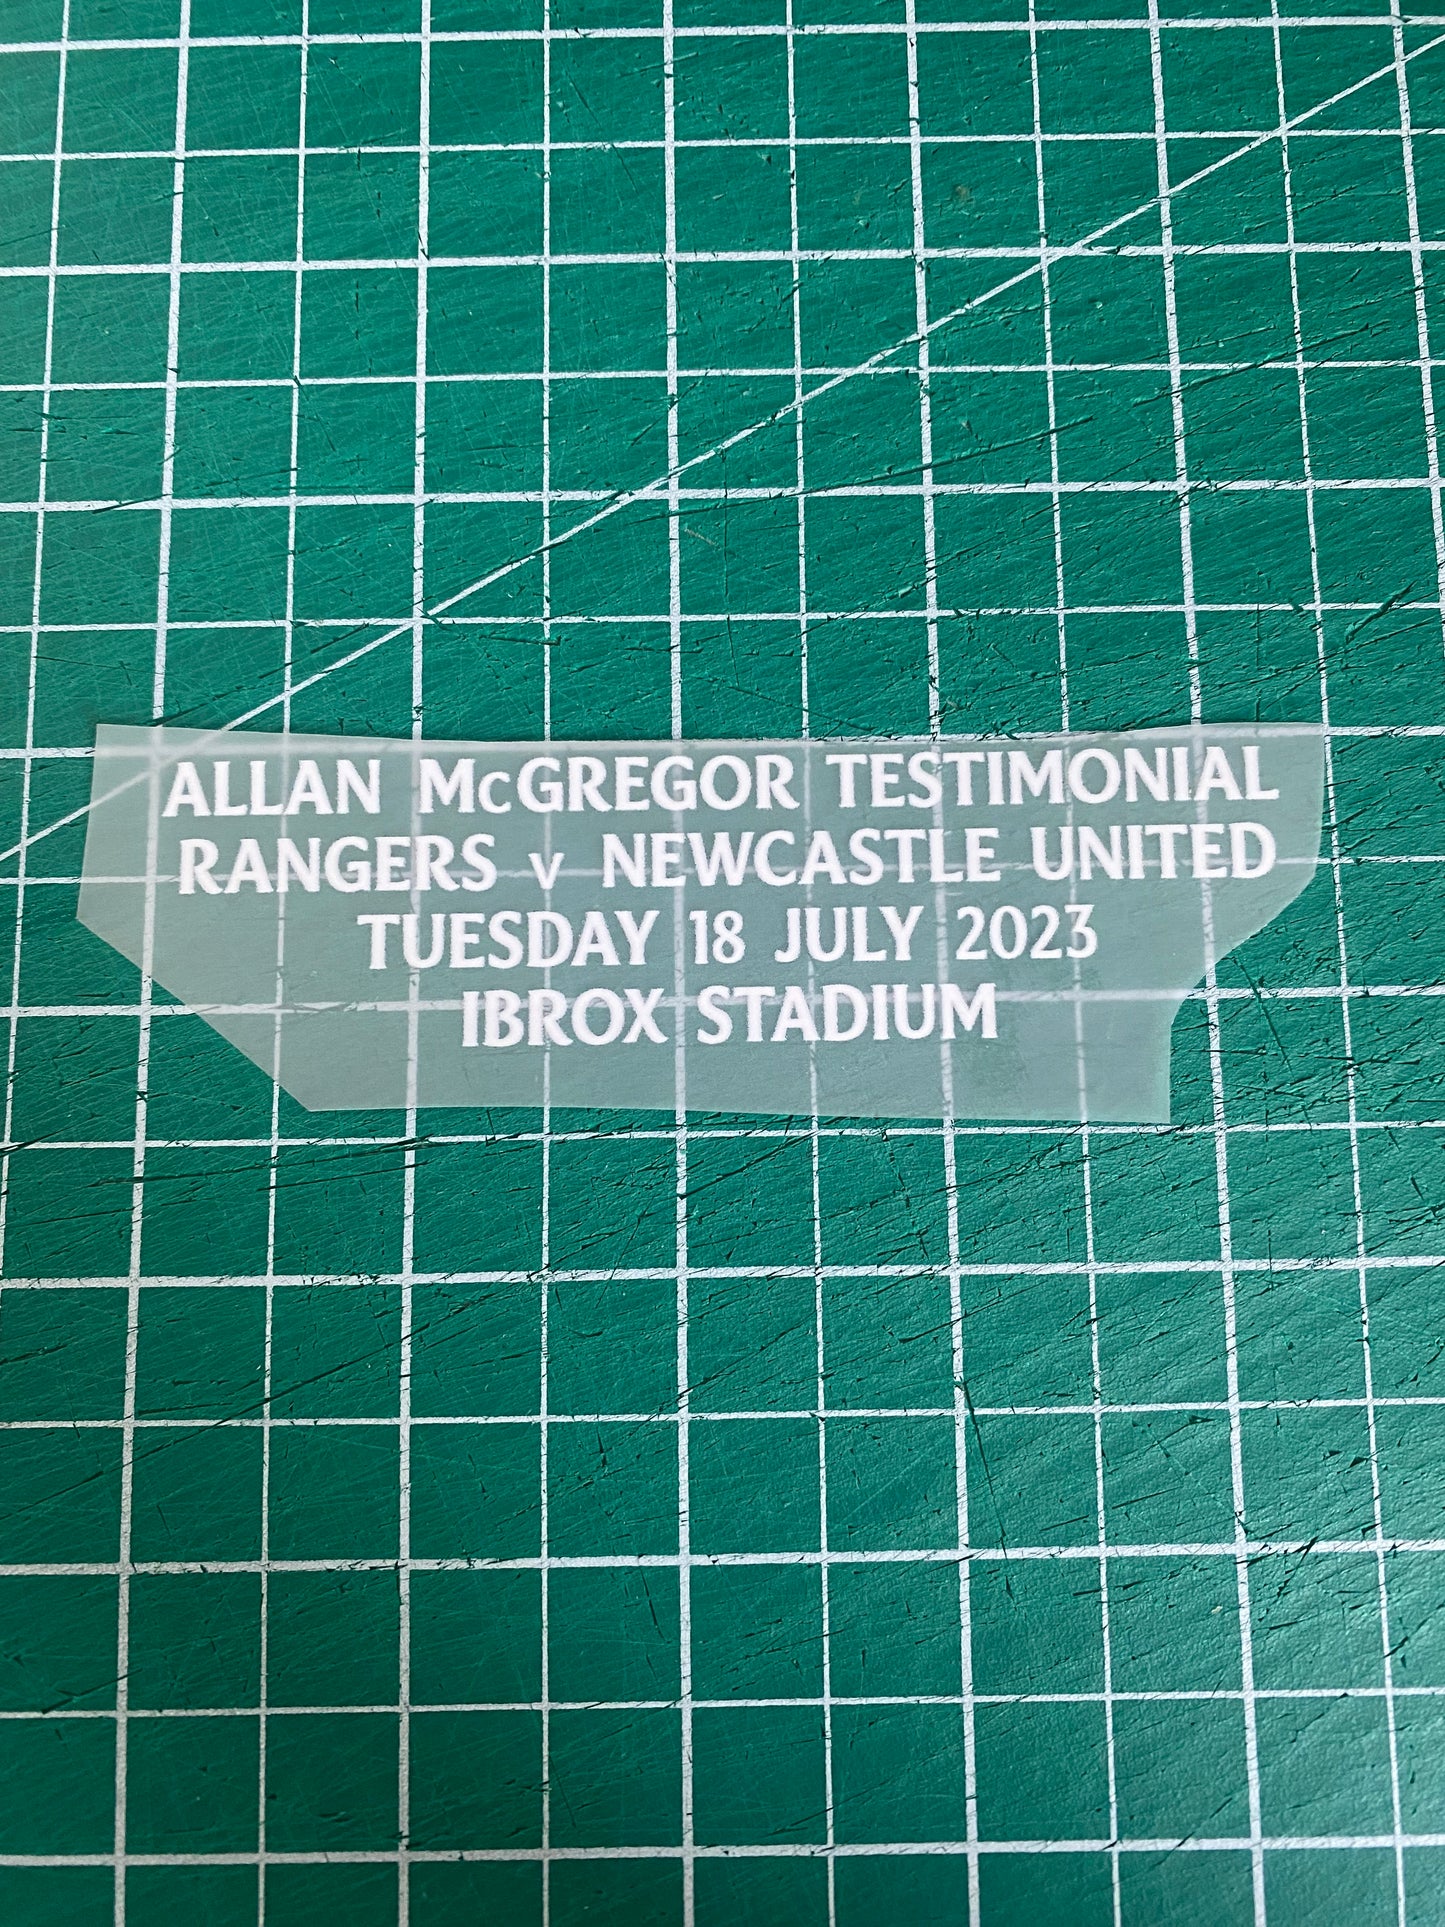 ALLAN McGREGOR TESTIMONIAL
RANGERS v NEWCASTLE UNITED
TUESDAY 18 JULY 2023
IBROX STADIUM